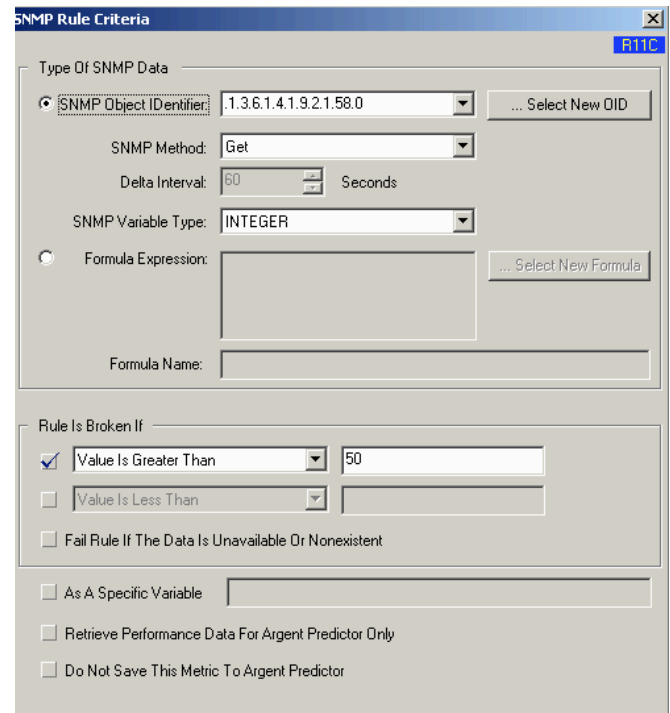 SNMP Rule Criteria
R11C
Type Of SNMP Data
SNMP Object IDentifier: .1.3.6.1.4.1.9.2.1.58.0 ... Select New OID
SNMP Method: Get
Delta Interval: 60 Seconds
SNMP Variable Type: INTEGER
Formula Expression: ... Select New Formula
Formula Name:
Rule Is Broken If
Value Is Greater Than 50
Value Is Less Than
Fail Rule If The Data Is Unavailable Or Nonexistent
As A Specific Variable
Retrieve Performance Data For Argent Predictor Only
Do Not Save This Metric To Argent Predictor